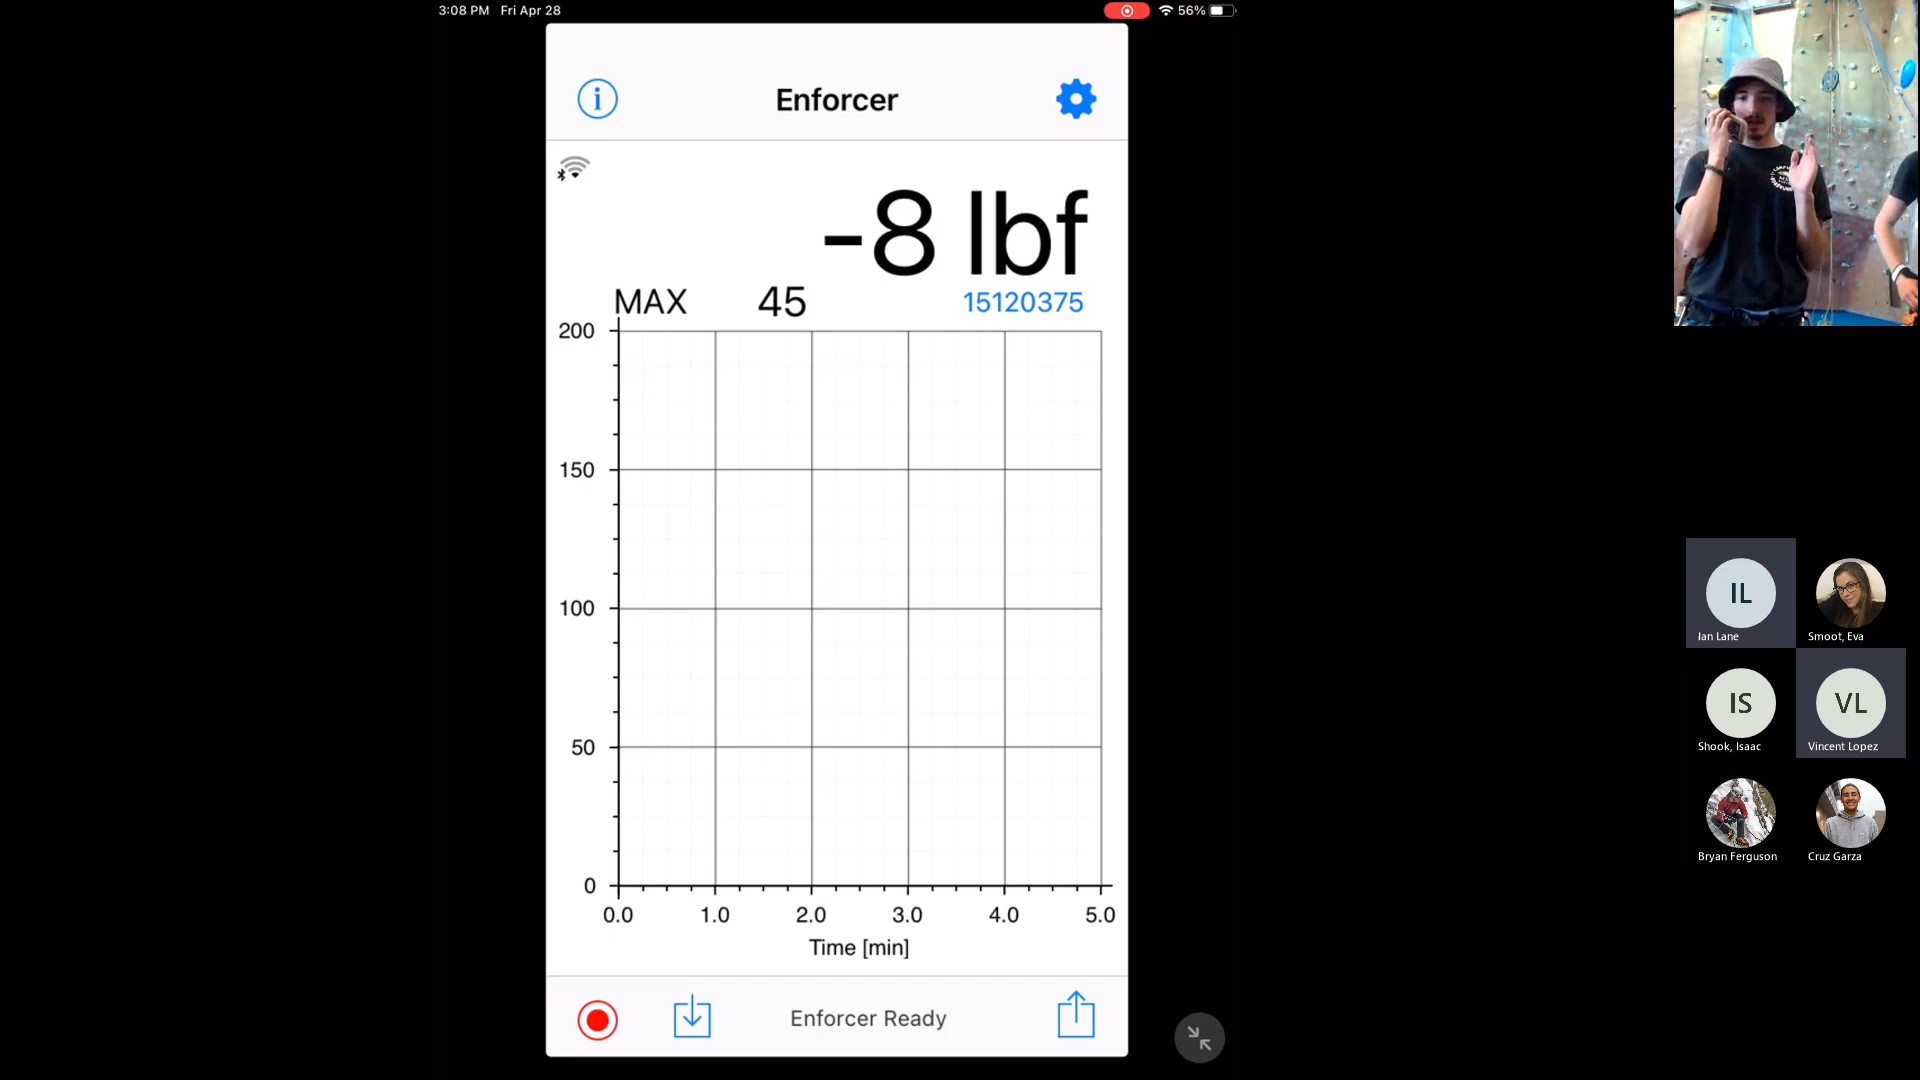 3:08 PM Fri Apr 28
56%
Enforcer
-8 lbf
MAX 45 15120375
200
150
100
50
0
0.0 1.0 2.0 3.0 4.0 5.0
Time [min]
Enforcer Ready
IL
Ian Lane
Smoot, Eva
IS
Shook, Isaac
VL
Vincent Lopez
Bryan Ferguson
Cruz Garza